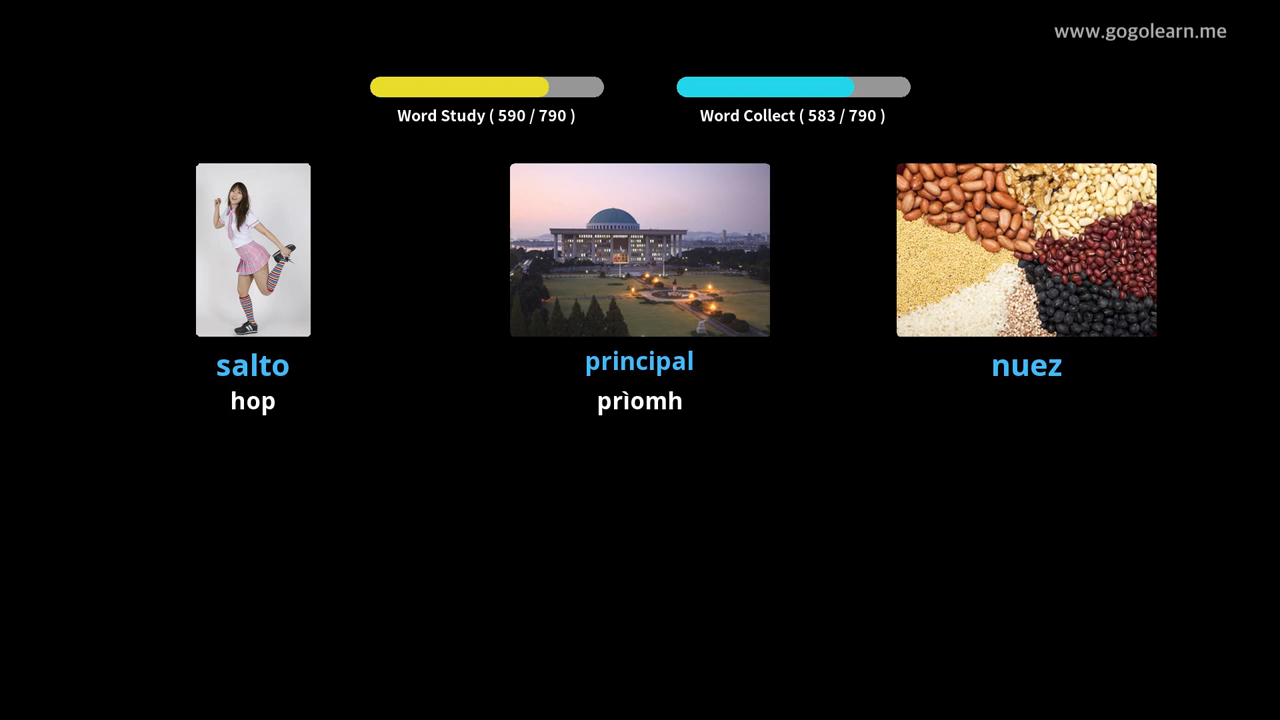 www.gogolearn.me
Word Study ( 590 / 790 )
Word Collect ( 583 / 790 )
salto
hop
principal
prìomh
nuez